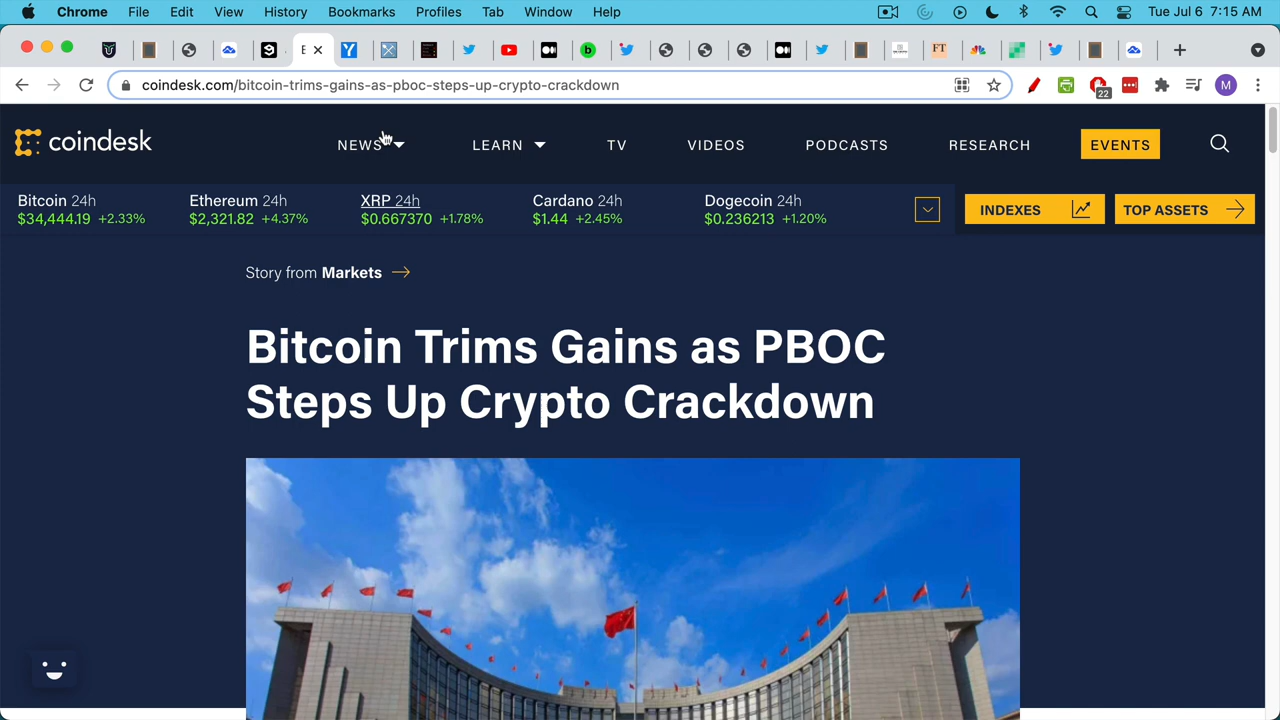 Chrome File Edit View History Bookmarks Profiles Tab Window Help Tue Jul 6 7:15 AM
coindesk.com/bitcoin-trims-gains-as-pboc-steps-up-crypto-crackdown 22 M
coindesk NEWS LEARN TV VIDEOS PODCASTS RESEARCH EVENTS
Bitcoin 24h Ethereum 24h XRP 24h Cardano 24h Dogecoin 24h
$34,444.19 +2.33% $2,321.82 +4.37% $0.667370 +1.78% $1.44 +2.45% $0.236213 +1.20%
INDEXES TOP ASSETS
Story from Markets
Bitcoin Trims Gains as PBOC
Steps Up Crypto Crackdown